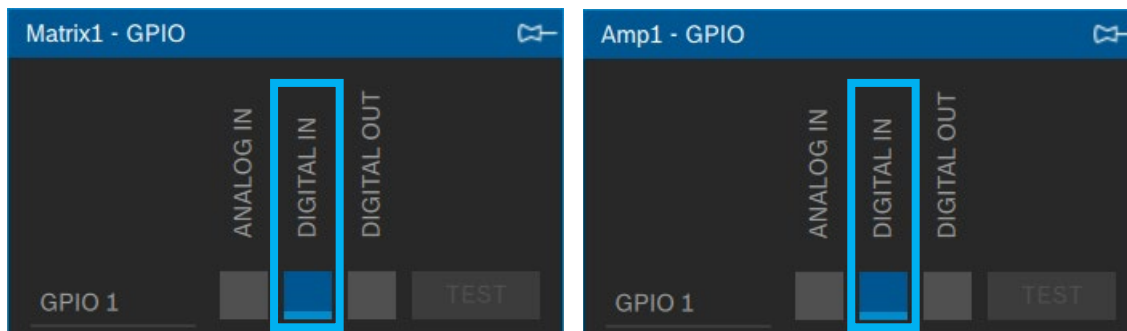 Matrix1 - GPIO
ANALOG IN
DIGITAL IN
DIGITAL OUT
GPIO 1
TEST
Amp1 - GPIO
ANALOG IN
DIGITAL IN
DIGITAL OUT
GPIO 1
TEST